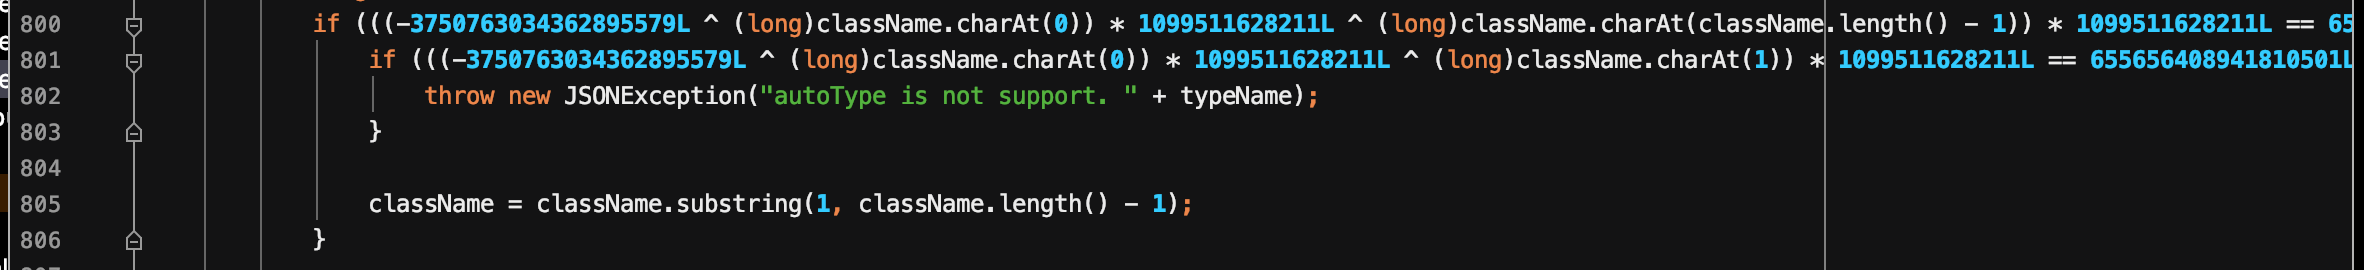 800 if (((-3750763034362895579L ^ (long)className.charAt(0)) * 1099511628211L ^ (long)className.charAt(className.length() - 1)) * 1099511628211L == 65
801 if (((-3750763034362895579L ^ (long)className.charAt(0)) * 1099511628211L ^ (long)className.charAt(1)) * 1099511628211L == 655656408941810501L
802 throw new JSONException("autoType is not support. " + typeName);
803 }
804
805 className = className.substring(1, className.length() - 1);
806 }